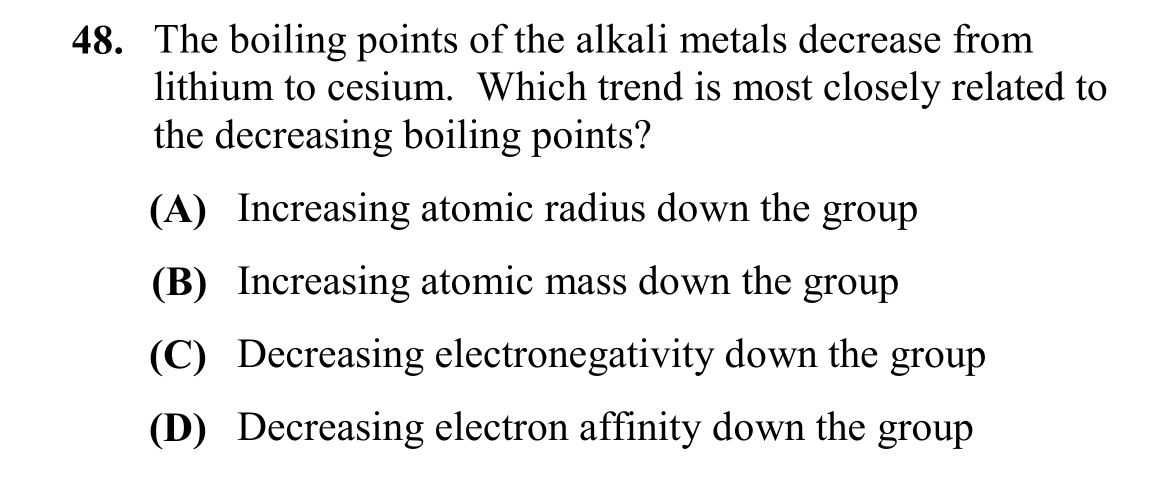 48. The boiling points of the alkali metals decrease from
lithium to cesium. Which trend is most closely related to
the decreasing boiling points?
(A) Increasing atomic radius down the group
(B) Increasing atomic mass down the group
(C) Decreasing electronegativity down the group
(D) Decreasing electron affinity down the group